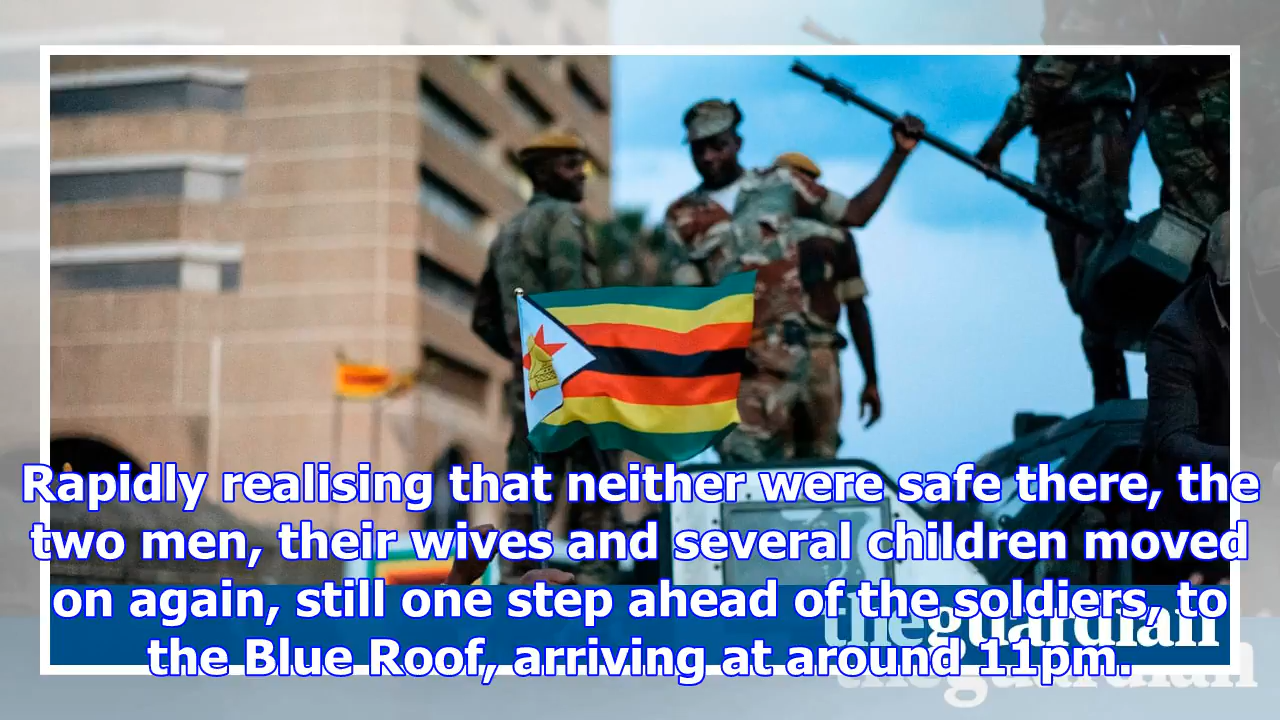 Rapidly realising that neither were safe there, the
two men, their wives and several children moved
on again, still one step ahead of the soldiers, to
the Blue Roof, arriving at around 11pm.
theguardian
theguardian